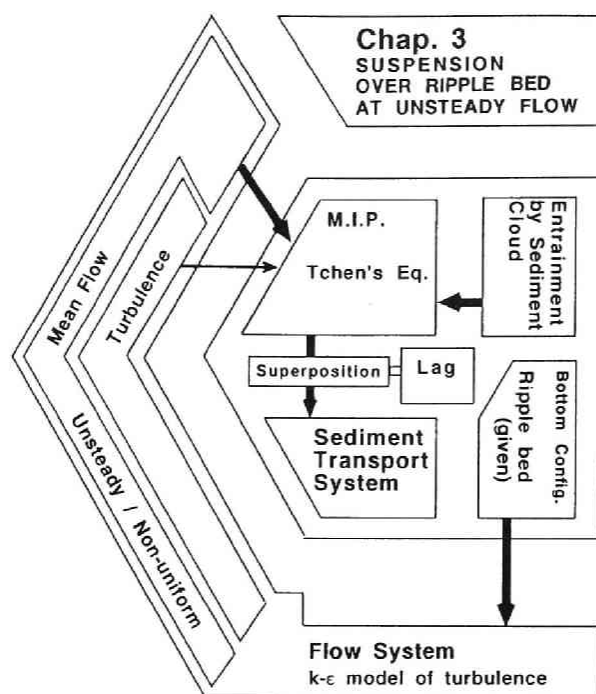 Chap. 3
SUSPENSION
OVER RIPPLE BED
AT UNSTEADY FLOW
Mean Flow
Turbulence
Unsteady / Non-uniform
M.I.P.
Tchen's Eq.
Entrainment
by Sediment
Cloud
Superposition
Lag
Sediment
Transport
System
Bottom Config.
Ripple bed
(given)
Flow System
k-ε model of turbulence